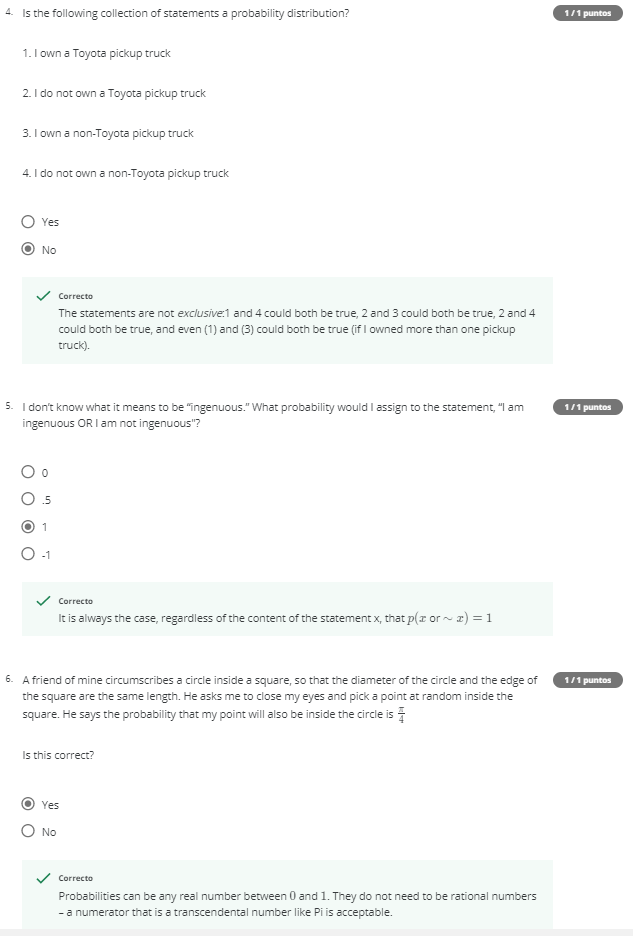 4. Is the following collection of statements a probability distribution?
1 / 1 puntos
1. I own a Toyota pickup truck
2. I do not own a Toyota pickup truck
3. I own a non-Toyota pickup truck
4. I do not own a non-Toyota pickup truck
Yes
No
Correcto
The statements are not exclusive:1 and 4 could both be true, 2 and 3 could both be true, 2 and 4
could both be true, and even (1) and (3) could both be true (if I owned more than one pickup
truck).
5. I don't know what it means to be "ingenuous." What probability would I assign to the statement, "I am
ingenuous OR I am not ingenuous"?
1 / 1 puntos
0
.5
1
-1
Correcto
It is always the case, regardless of the content of the statement x, that p(x or ~ x) = 1
6. A friend of mine circumscribes a circle inside a square, so that the diameter of the circle and the edge of
the square are the same length. He asks me to close my eyes and pick a point at random inside the
square. He says the probability that my point will also be inside the circle is π/4
1 / 1 puntos
Is this correct?
Yes
No
Correcto
Probabilities can be any real number between 0 and 1. They do not need to be rational numbers
– a numerator that is a transcendental number like Pi is acceptable.